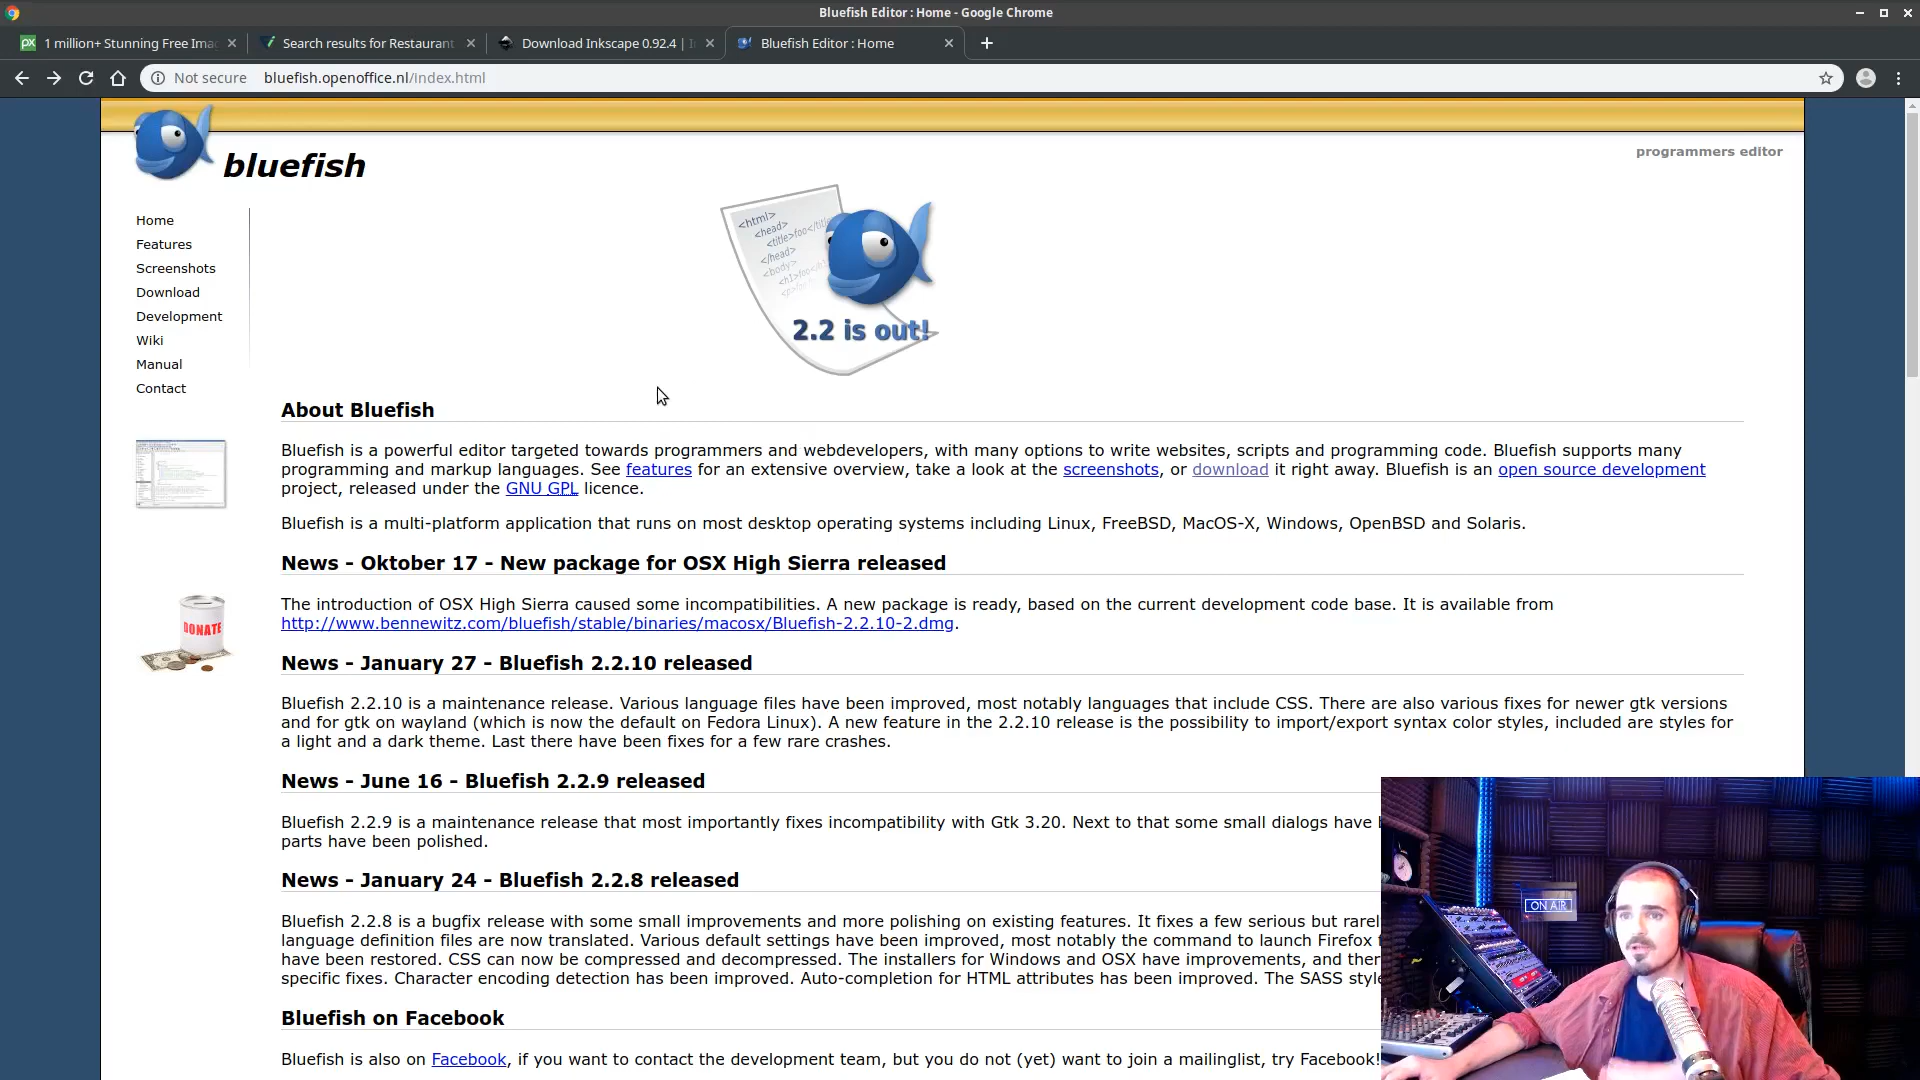 Bluefish Editor : Home - Google Chrome
1 million+ Stunning Free Ima
Search results for Restaurant
Download Inkscape 0.92.4 |
Bluefish Editor : Home
Not secure
bluefish.openoffice.nl/index.html
bluefish
programmers editor
Home
Features
Screenshots
Download
Development
Wiki
Manual
Contact
<html>
<head>
<title>foo</title
</head>
<body>
<h1>foo</h1
2.2 is out!
About Bluefish
Bluefish is a powerful editor targeted towards programmers and webdevelopers, with many options to write websites, scripts and programming code. Bluefish supports many
programming and markup languages. See features for an extensive overview, take a look at the screenshots, or download it right away. Bluefish is an open source development
project, released under the GNU GPL licence.
Bluefish is a multi-platform application that runs on most desktop operating systems including Linux, FreeBSD, MacOS-X, Windows, OpenBSD and Solaris.
News - Oktober 17 - New package for OSX High Sierra released
The introduction of OSX High Sierra caused some incompatibilities. A new package is ready, based on the current development code base. It is available from
http://www.bennewitz.com/bluefish/stable/binaries/macosx/Bluefish-2.2.10-2.dmg.
DONATE
News - January 27 - Bluefish 2.2.10 released
Bluefish 2.2.10 is a maintenance release. Various language files have been improved, most notably languages that include CSS. There are also various fixes for newer gtk versions
and for gtk on wayland (which is now the default on Fedora Linux). A new feature in the 2.2.10 release is the possibility to import/export syntax color styles, included are styles for
a light and a dark theme. Last there have been fixes for a few rare crashes.
News - June 16 - Bluefish 2.2.9 released
Bluefish 2.2.9 is a maintenance release that most importantly fixes incompatibility with Gtk 3.20. Next to that some small dialogs have
parts have been polished.
News - January 24 - Bluefish 2.2.8 released
Bluefish 2.2.8 is a bugfix release with some small improvements and more polishing on existing features. It fixes a few serious but rarel
language definition files are now translated. Various default settings have been improved, most notably the command to launch Firefox
have been restored. CSS can now be compressed and decompressed. The installers for Windows and OSX have improvements, and ther
specific fixes. Character encoding detection has been improved. Auto-completion for HTML attributes has been improved. The SASS style
ON AIR
Bluefish on Facebook
Bluefish is also on Facebook, if you want to contact the development team, but you do not (yet) want to join a mailinglist, try Facebook!